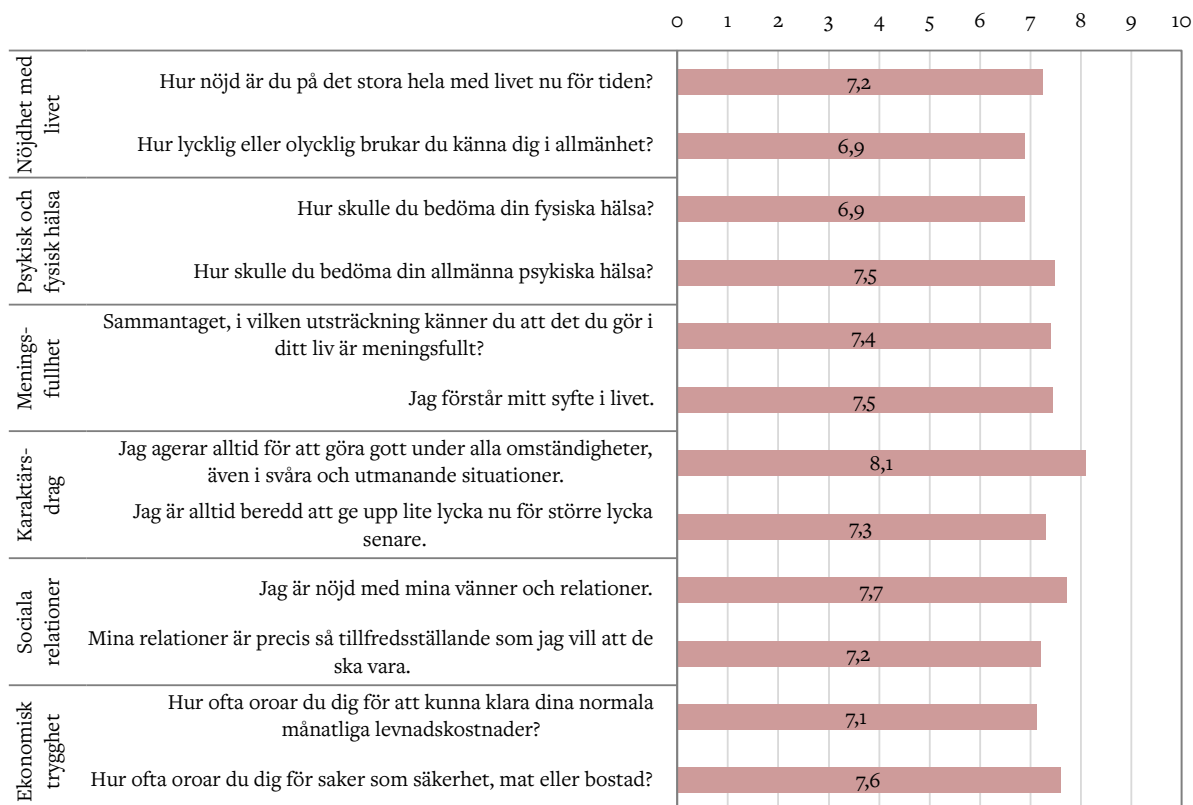 0 1 2 3 4 5 6 7 8 9 10
Nöjdhet med
livet
Hur nöjd är du på det stora hela med livet nu för tiden?
7,2
Hur lycklig eller olycklig brukar du känna dig i allmänhet?
6,9
Psykisk och
fysisk hälsa
Hur skulle du bedöma din fysiska hälsa?
6,9
Hur skulle du bedöma din allmänna psykiska hälsa?
7,5
Menings-
fullhet
Sammantaget, i vilken utsträckning känner du att det du gör i
ditt liv är meningsfullt?
7,4
Jag förstår mitt syfte i livet.
7,5
Karaktärs-
drag
Jag agerar alltid för att göra gott under alla omständigheter,
även i svåra och utmanande situationer.
8,1
Jag är alltid beredd att ge upp lite lycka nu för större lycka
senare.
7,3
Sociala
relationer
Jag är nöjd med mina vänner och relationer.
7,7
Mina relationer är precis så tillfredsställande som jag vill att de
ska vara.
7,2
Ekonomisk
trygghet
Hur ofta oroar du dig för att kunna klara dina normala
månatliga levnadskostnader?
7,1
Hur ofta oroar du dig för saker som säkerhet, mat eller bostad?
7,6